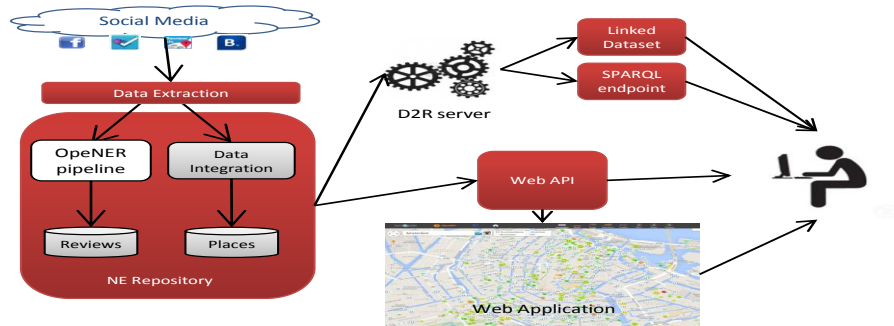 Social Media
f
B.
Data Extraction
OpeNER
pipeline
Data
Integration
Reviews
Places
NE Repository
D2R server
Linked
Dataset
SPARQL
endpoint
Web API
Web Application